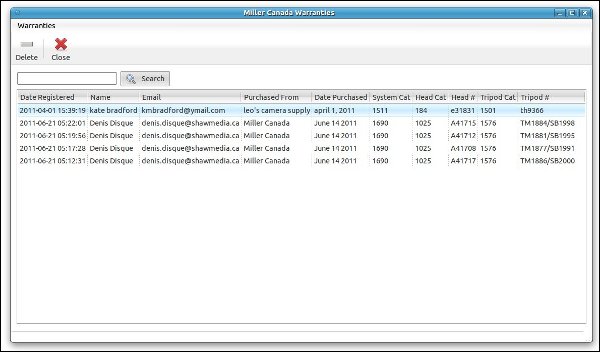 Miller Canada Warranties
Warranties
Delete Close
Search
Date Registered Name Email Purchased From Date Purchased System Cat Head Cat Head # Tripod Cat Tripod #
2011-04-01 15:39:19 kate bradford kmbradford@ymail.com leo's camera supply april 1, 2011 1511 184 e31831 1501 th9366
2011-06-21 05:22:01 Denis Disque denis.disque@shawmedia.ca Miller Canada June 14 2011 1690 1025 A41715 1576 TM1884/SB1998
2011-06-21 05:19:56 Denis Disque denis.disque@shawmedia.ca Miller Canada June 14 2011 1690 1025 A41712 1576 TM1881/SB1995
2011-06-21 05:17:28 Denis Disque denis.disque@shawmedia.ca Miller Canada June 14 2011 1690 1025 A41708 1576 TM1877/SB1991
2011-06-21 05:12:31 Denis Disque denis.disque@shawmedia.ca Miller Canada June 14 2011 1690 1025 A41717 1576 TM1886/SB2000